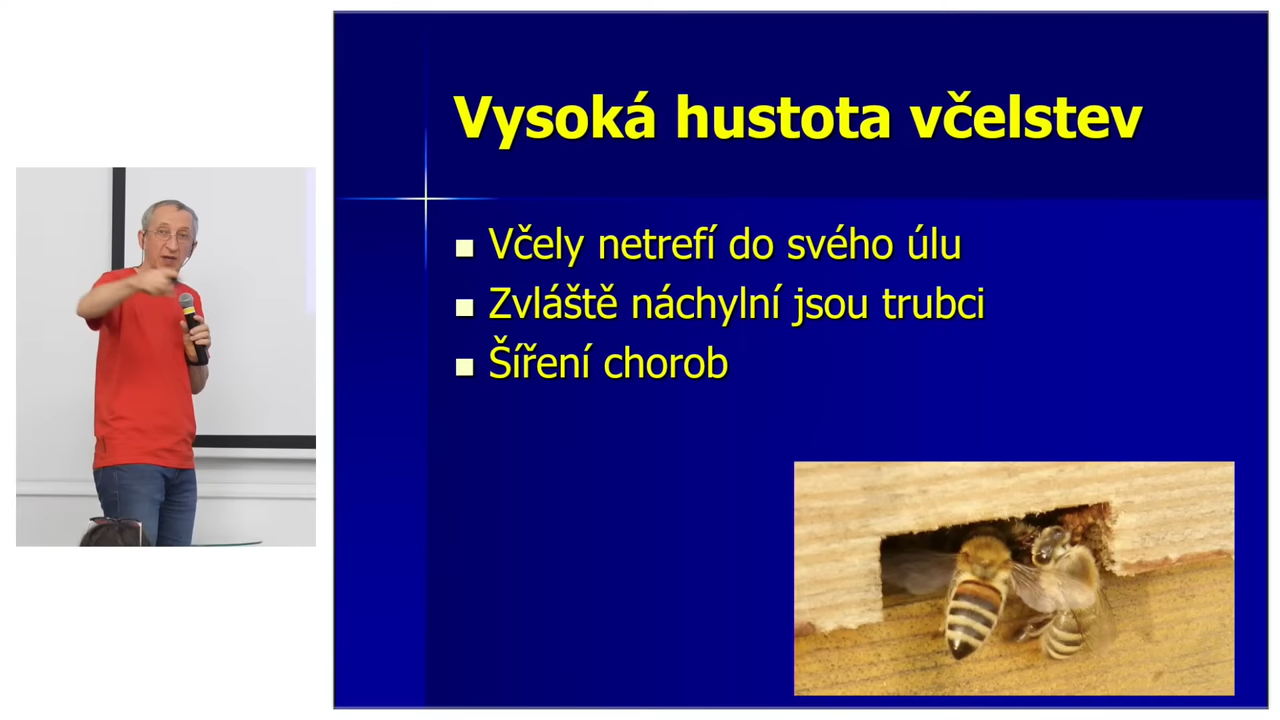 Vysoká hustota včelstev
Včely netrefí do svého úlu
Zvláště náchylní jsou trubci
Šíření chorob